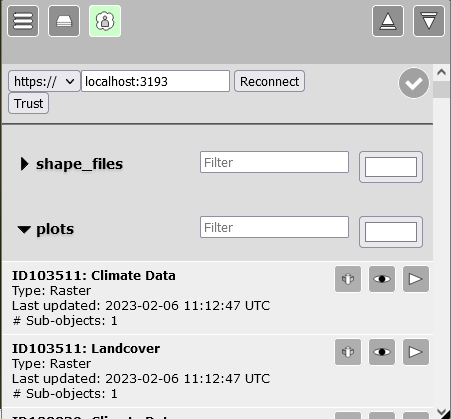 https:// localhost:3193 Reconnect
Trust
shape_files Filter
plots Filter
ID103511: Climate Data
Type: Raster
Last updated: 2023-02-06 11:12:47 UTC
# Sub-objects: 1
ID103511: Landcover
Type: Raster
Last updated: 2023-02-06 11:12:47 UTC
# Sub-objects: 1